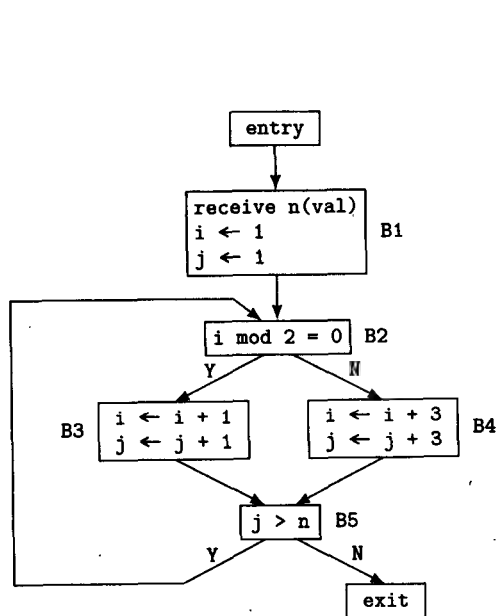 entry
receive n(val)
i ← 1
j ← 1
B1
i mod 2 = 0
B2
Y
N
B3
i ← i + 1
j ← j + 1
i ← i + 3
j ← j + 3
B4
j > n
B5
Y
N
exit